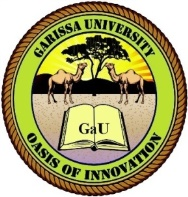 GARISSA UNIVERSITY
GaU
OASIS OF INNOVATION